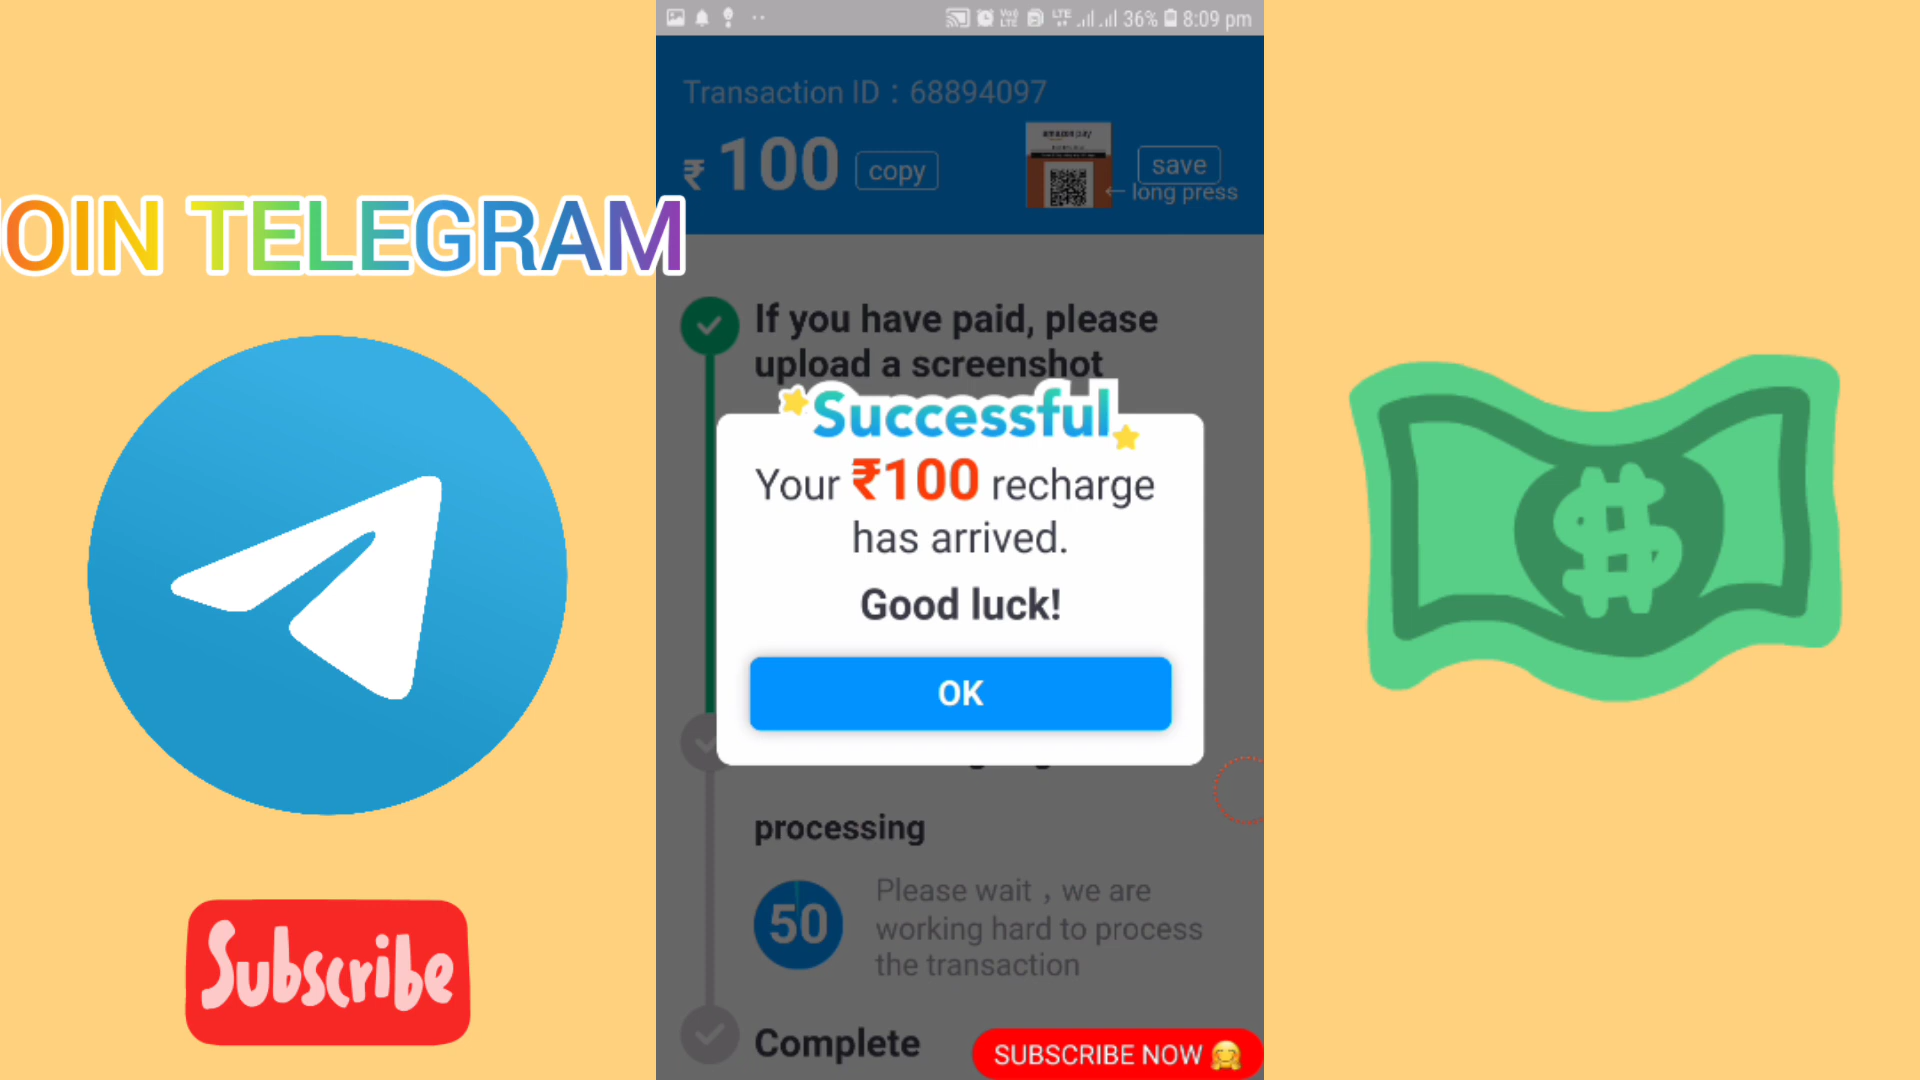 36% 8:09 pm
Transaction ID : 68894097
₹ 100 copy
amazon pay
save
← long press
JOIN TELEGRAM
If you have paid, please
upload a screenshot
Successful
Your ₹100 recharge
has arrived.
Good luck!
OK
processing
50
Please wait , we are
working hard to process
the transaction
Subscribe
Complete
SUBSCRIBE NOW 🤗